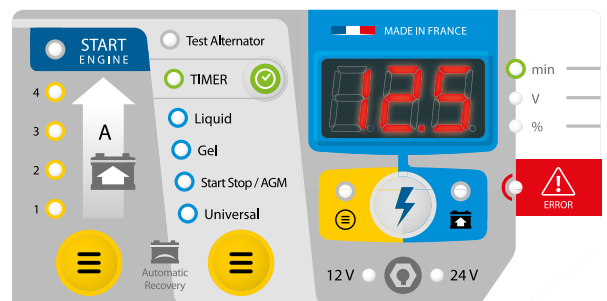 START
ENGINE
4
3
2
1
A
Automatic
Recovery
Test Alternator
TIMER
Liquid
Gel
Start Stop / AGM
Universal
MADE IN FRANCE
12.5
min
V
%
ERROR
12 V
24 V